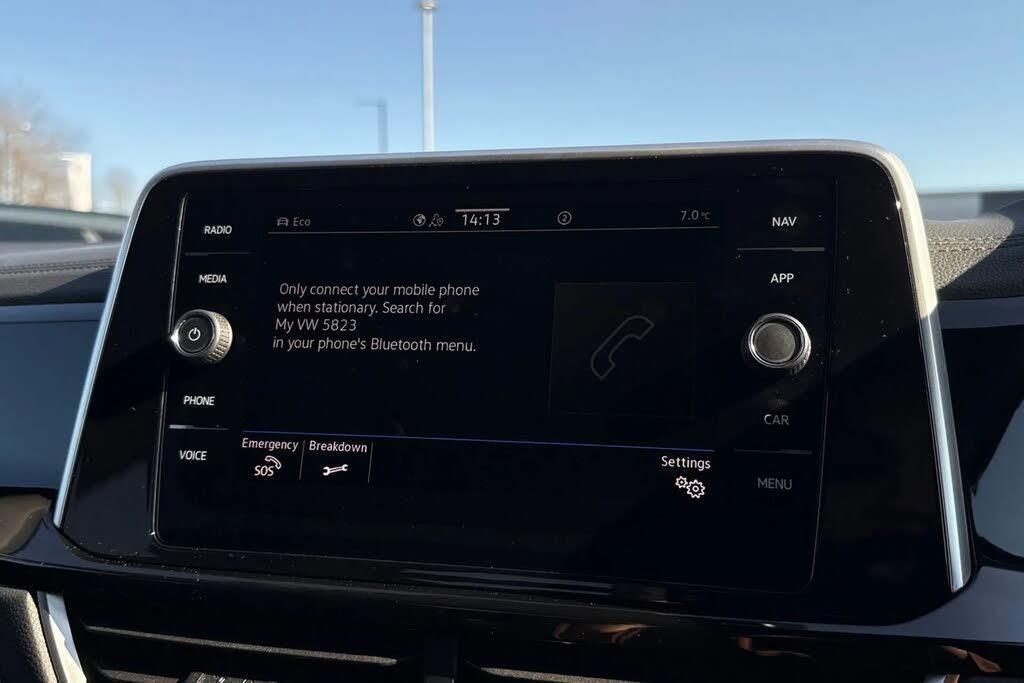 RADIO
MEDIA
PHONE
VOICE
Eco
14:13
2
7.0°C
Only connect your mobile phone
when stationary. Search for
My VW 5823
in your phone's Bluetooth menu.
Emergency
SOS
Breakdown
Settings
NAV
APP
CAR
MENU